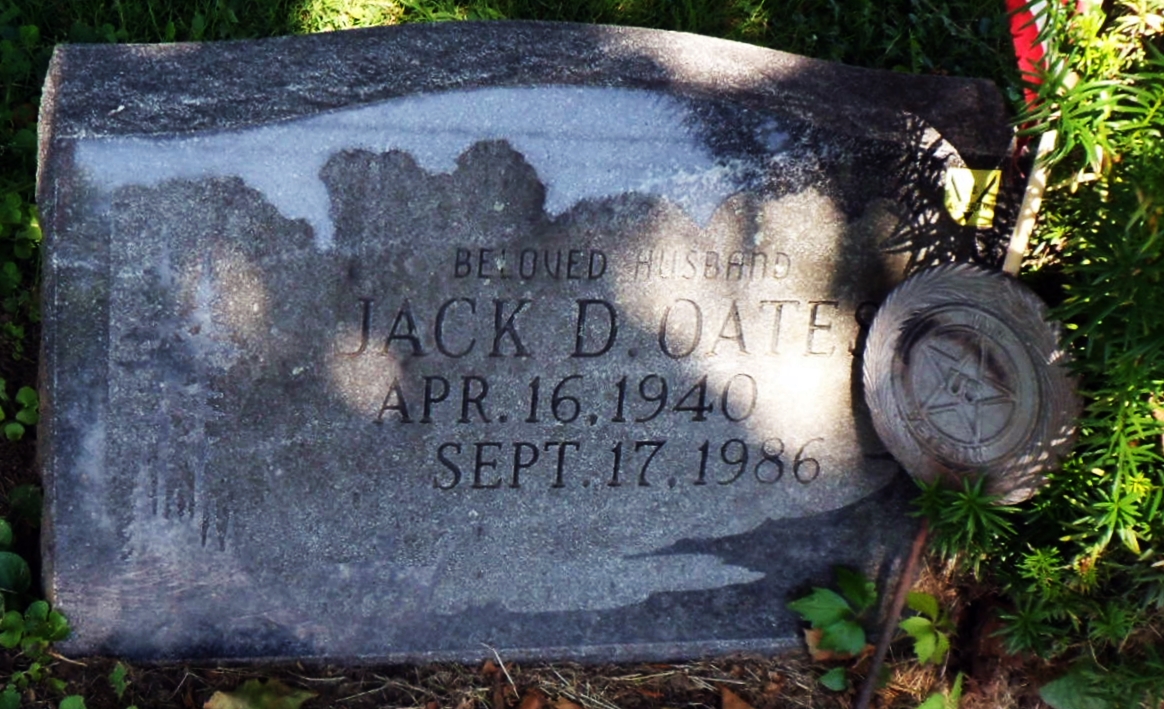 BELOVED HUSBAND
JACK D. OATES
APR. 16, 1940
SEPT. 17, 1986